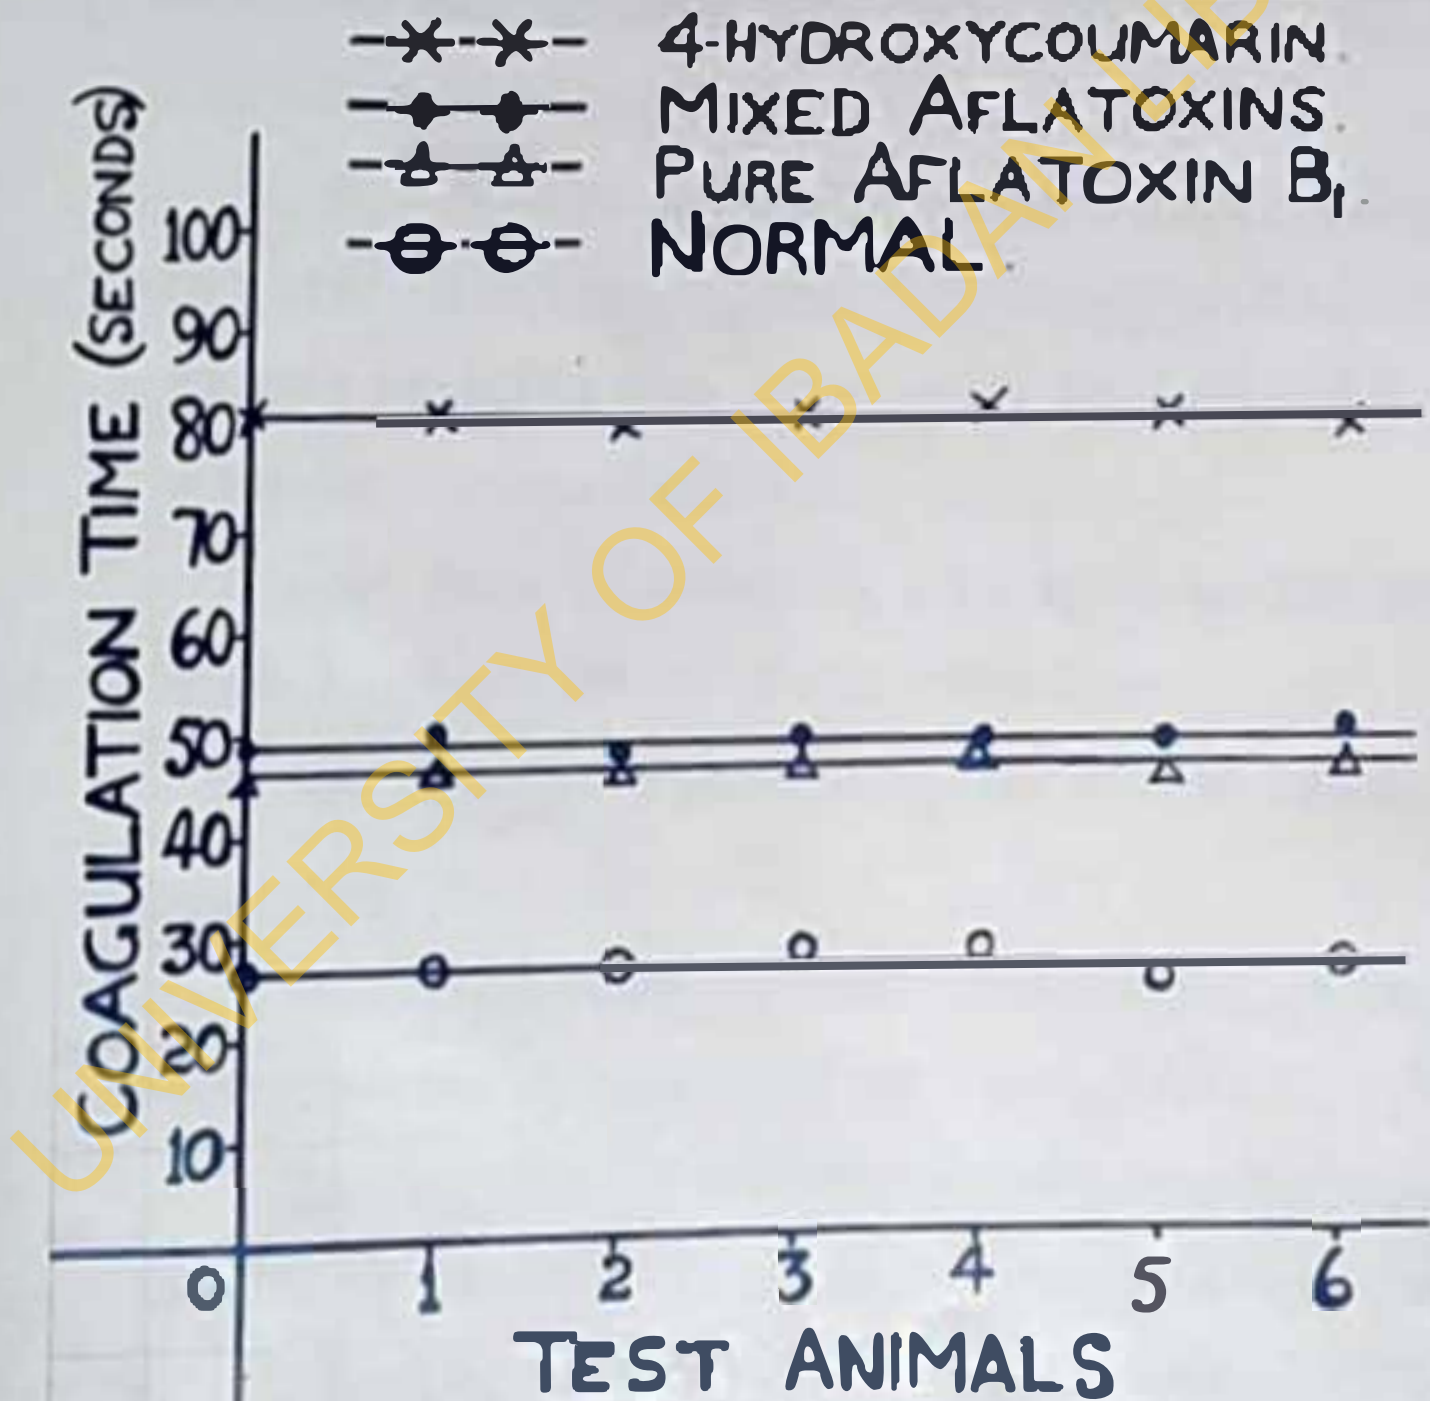 4-HYDROXYCOUMARIN
MIXED AFLATOXINS
PURE AFLATOXIN B₁
NORMAL
COAGULATION TIME (SECONDS)
100
90
80
70
60
50
40
30
20
10
0 1 2 3 4 5 6
TEST ANIMALS
UNIVERSITY OF IBADAN LIB